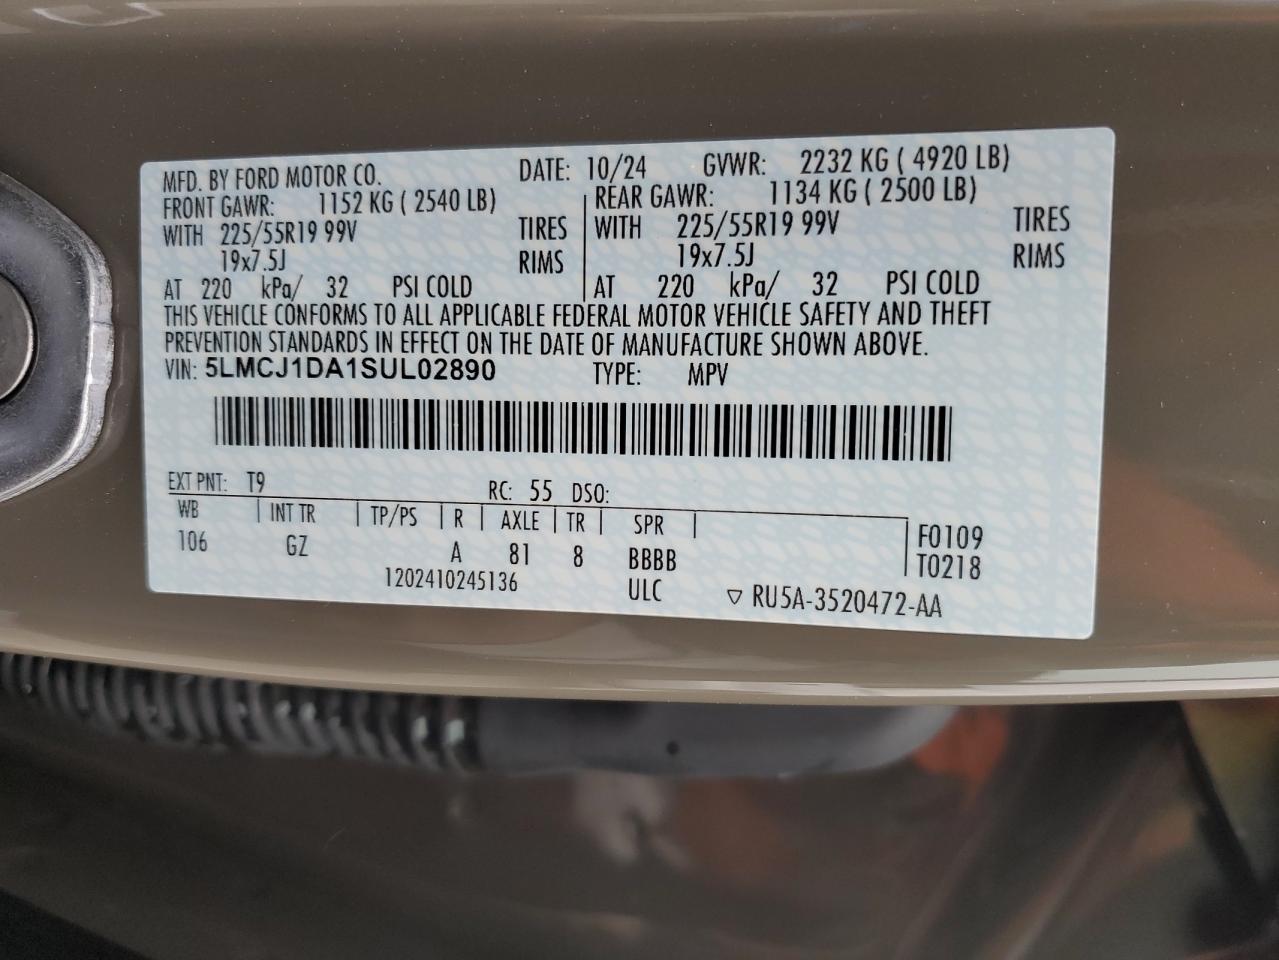 MFD. BY FORD MOTOR CO. DATE: 10/24 GVWR: 2232 KG ( 4920 LB)
FRONT GAWR: 1152 KG ( 2540 LB) REAR GAWR: 1134 KG ( 2500 LB)
WITH 225/55R19 99V TIRES WITH 225/55R19 99V TIRES
19x7.5J RIMS 19x7.5J RIMS
AT 220 kPa/ 32 PSI COLD AT 220 kPa/ 32 PSI COLD
THIS VEHICLE CONFORMS TO ALL APPLICABLE FEDERAL MOTOR VEHICLE SAFETY AND THEFT
PREVENTION STANDARDS IN EFFECT ON THE DATE OF MANUFACTURE SHOWN ABOVE.
VIN: 5LMCJ1DA1SUL02890 TYPE: MPV
EXT PNT: T9 RC: 55 DSO:
WB INT TR TP/PS R AXLE TR SPR F0109
106 GZ A 81 8 BBBB T0218
1202410245136 ULC ▽ RU5A-3520472-AA